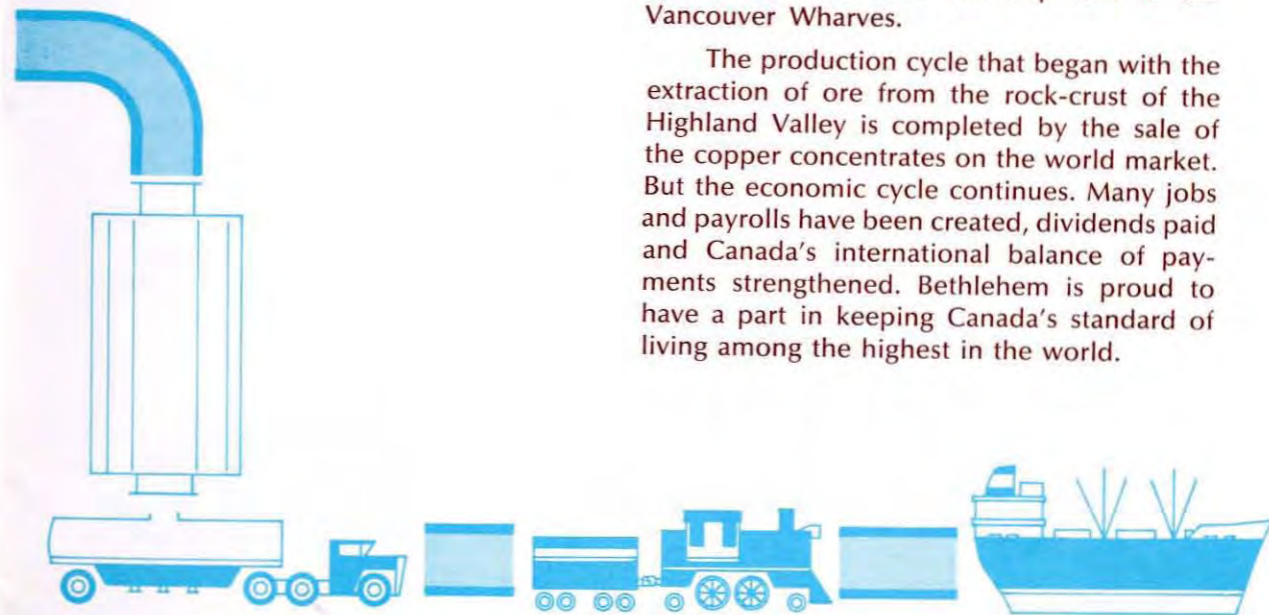 Vancouver Wharves.
The production cycle that began with the
extraction of ore from the rock-crust of the
Highland Valley is completed by the sale of
the copper concentrates on the world market.
But the economic cycle continues. Many jobs
and payrolls have been created, dividends paid
and Canada's international balance of pay-
ments strengthened. Bethlehem is proud to
have a part in keeping Canada's standard of
living among the highest in the world.